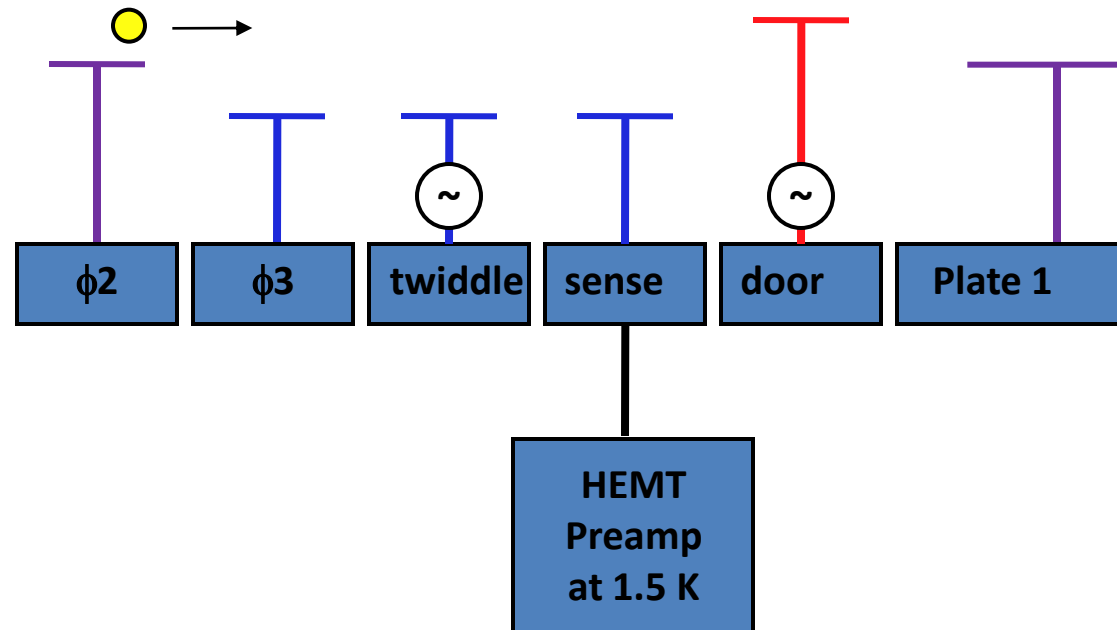 ~ ~
ϕ2 ϕ3 twiddle sense door Plate 1
HEMT
Preamp
at 1.5 K